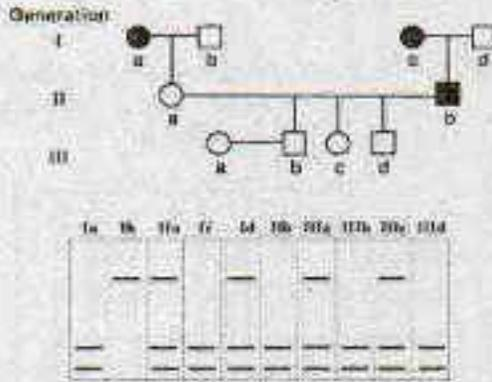 Generation
I
a b c d
II
a b
III
a b c d
Ia Ib IIa Ic Id IIb IIIa IIIb IIIc IIId